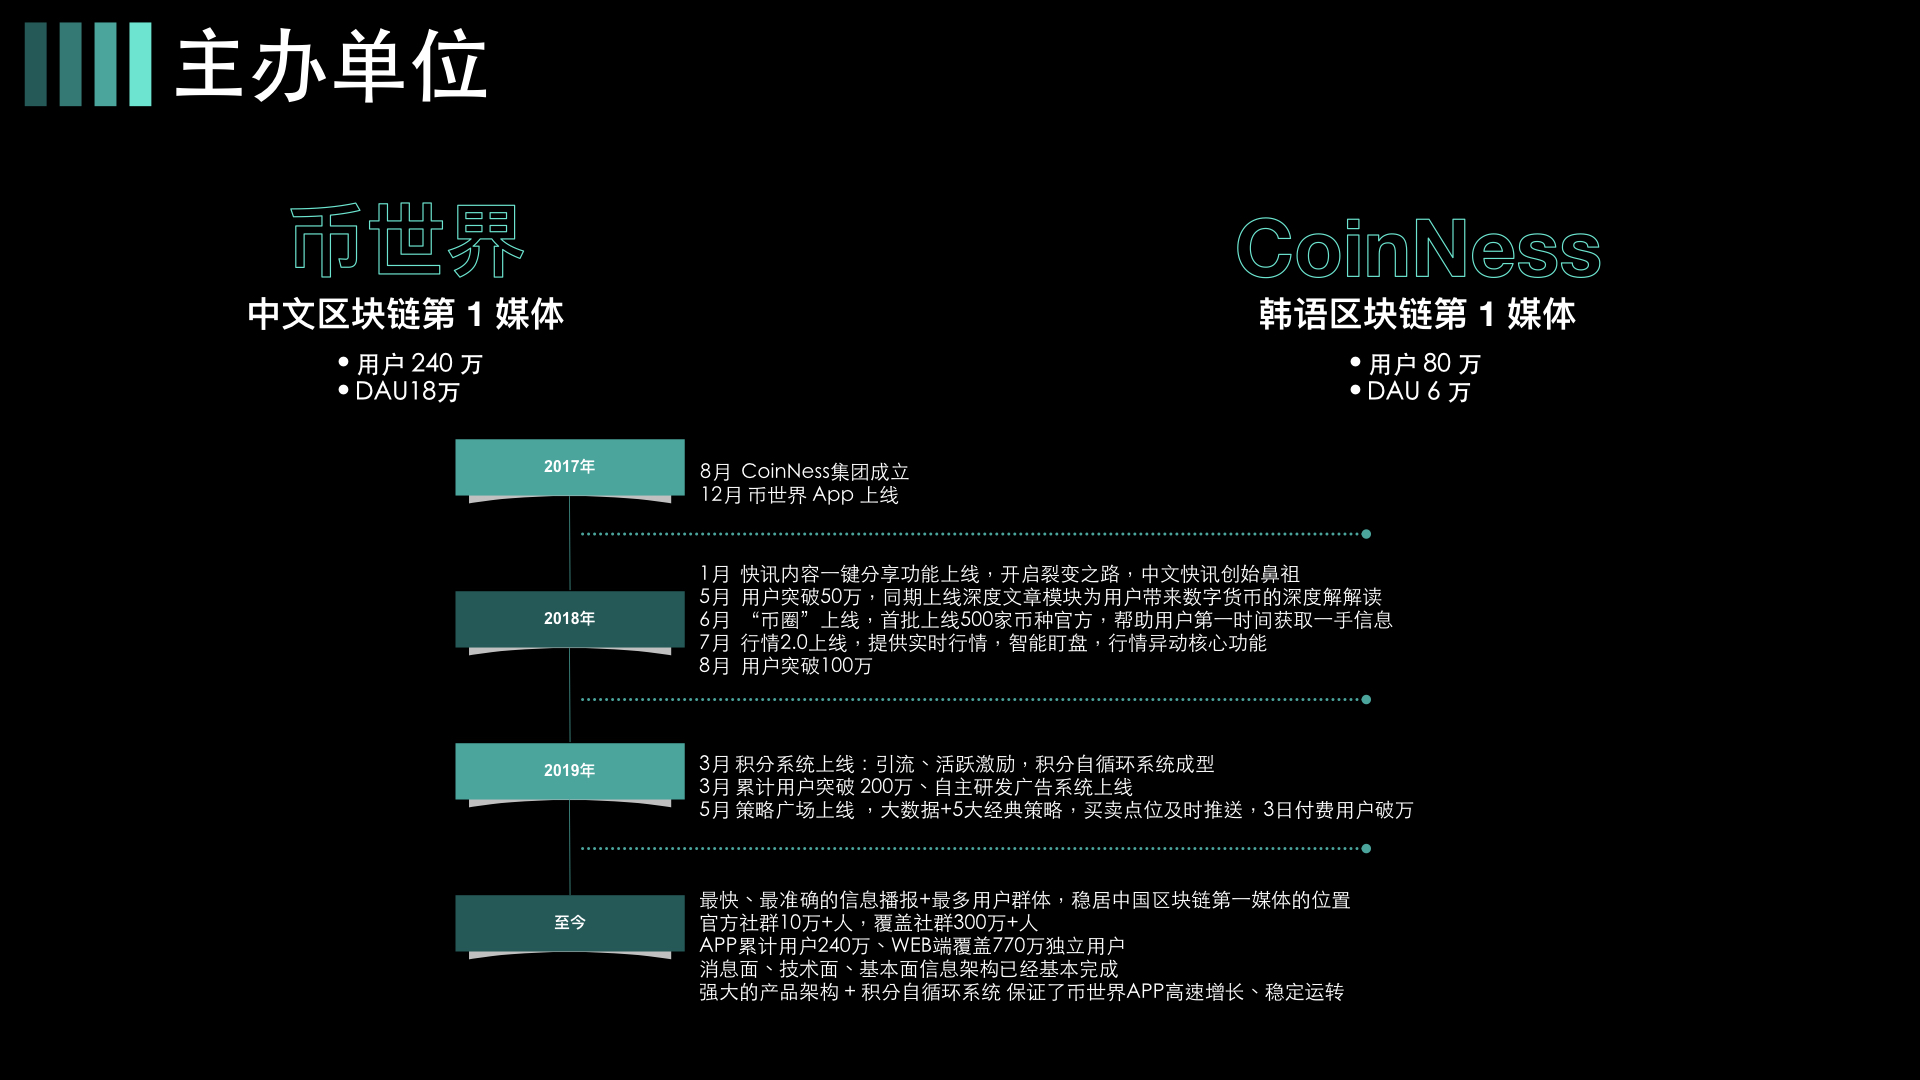 主办单位
币世界
中文区块链第 1 媒体
• 用户 240 万
• DAU18万
CoinNess
韩语区块链第 1 媒体
• 用户 80 万
• DAU 6 万
2017年
8月 CoinNess集团成立
12月 币世界 App 上线
2018年
1月 快讯内容一键分享功能上线，开启裂变之路，中文快讯创始鼻祖
5月 用户突破50万，同期上线深度文章模块为用户带来数字货币的深度解解读
6月 “币圈”上线，首批上线500家币种官方，帮助用户第一时间获取一手信息
7月 行情2.0上线，提供实时行情，智能盯盘，行情异动核心功能
8月 用户突破100万
2019年
3月 积分系统上线：引流、活跃激励，积分自循环系统成型
3月 累计用户突破 200万、自主研发广告系统上线
5月 策略广场上线 ，大数据+5大经典策略，买卖点位及时推送，3日付费用户破万
至今
最快、最准确的信息播报+最多用户群体，稳居中国区块链第一媒体的位置
官方社群10万+人，覆盖社群300万+人
APP累计用户240万、WEB端覆盖770万独立用户
消息面、技术面、基本面信息架构已经基本完成
强大的产品架构 + 积分自循环系统 保证了币世界APP高速增长、稳定运转